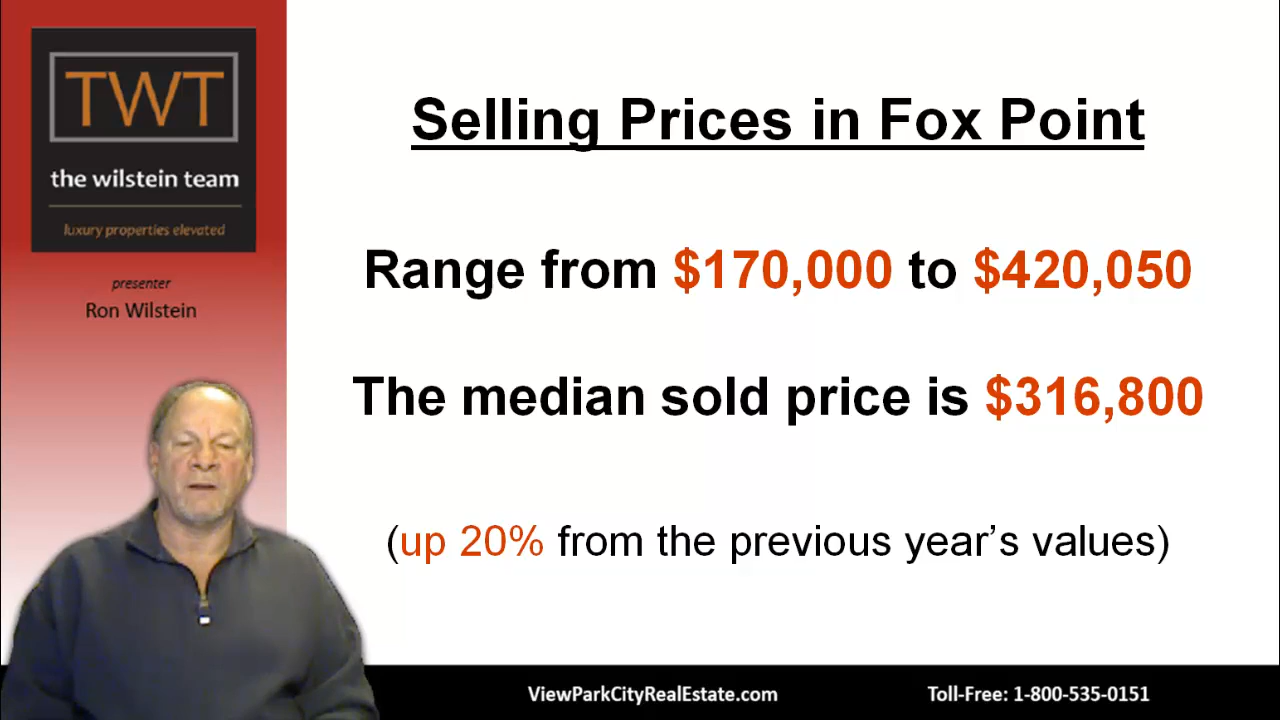 TWT
the wilstein team
luxury properties elevated
presenter
Ron Wilstein
Selling Prices in Fox Point
Range from $170,000 to $420,050
The median sold price is $316,800
(up 20% from the previous year’s values)
ViewParkCityRealEstate.com
Toll-Free: 1-800-535-0151